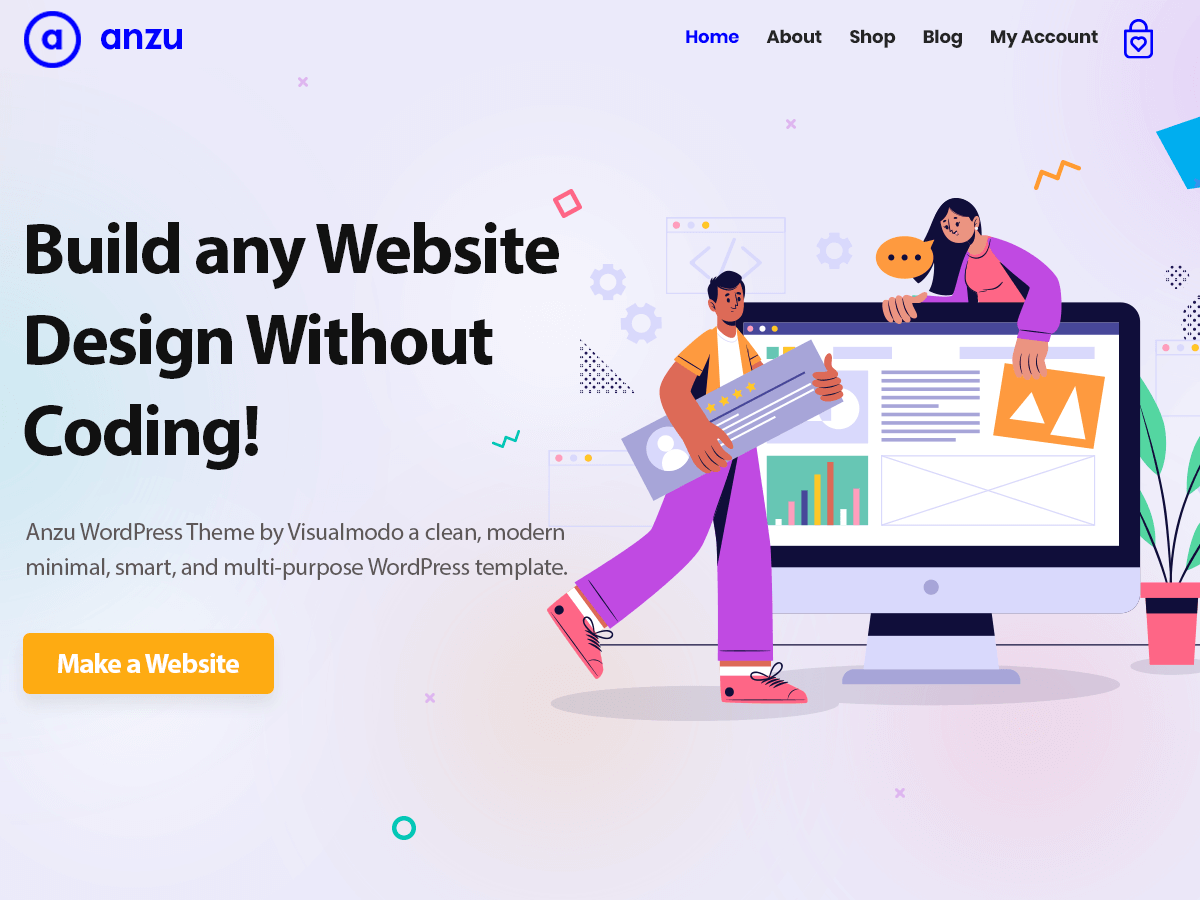 a anzu
Home About Shop Blog My Account
Build any Website
Design Without
Coding!
Anzu WordPress Theme by Visualmodo a clean, modern
minimal, smart, and multi-purpose WordPress template.
Make a Website